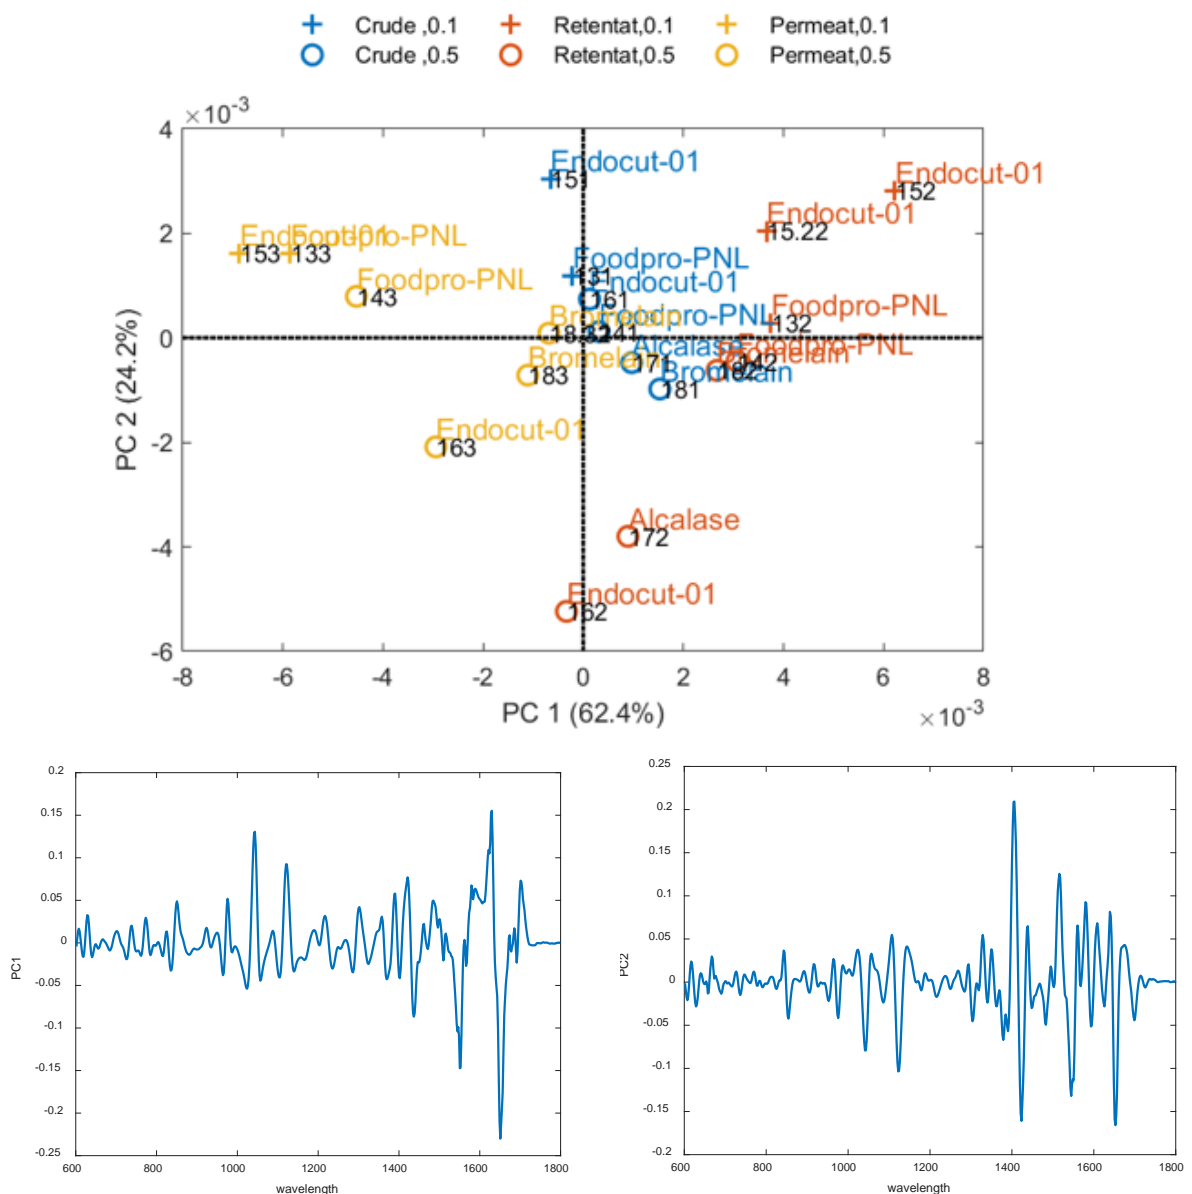 Crude ,0.1 Retentat,0.1 Permeat,0.1
Crude ,0.5 Retentat,0.5 Permeat,0.5
×10⁻³
4
Endocut-01
151
Endocut-01
152
Endocut-01
15.22
2
Endocut-01
153
Foodpro-PNL
133
Foodpro-PNL
143
Foodpro-PNL
131
Endocut-01
161
Foodpro-PNL
132
Bromelain
Foodpro-PNL
141
0
Alcalase
171
Foodpro-PNL
142
Bromelain
Bromelain
183
Bromelain
181
-2
Endocut-01
163
Alcalase
172
-4
Endocut-01
162
-6
-8 -6 -4 -2 0 2 4 6 8
PC 1 (62.4%)
×10⁻³
PC 2 (24.2%)
0.2
0.15
0.1
0.05
0
-0.05
-0.1
-0.15
-0.2
-0.25
PC1
600 800 1000 1200 1400 1600 1800
wavelength
0.25
0.2
0.15
0.1
0.05
0
-0.05
-0.1
-0.15
-0.2
PC2
600 800 1000 1200 1400 1600 1800
wavelength